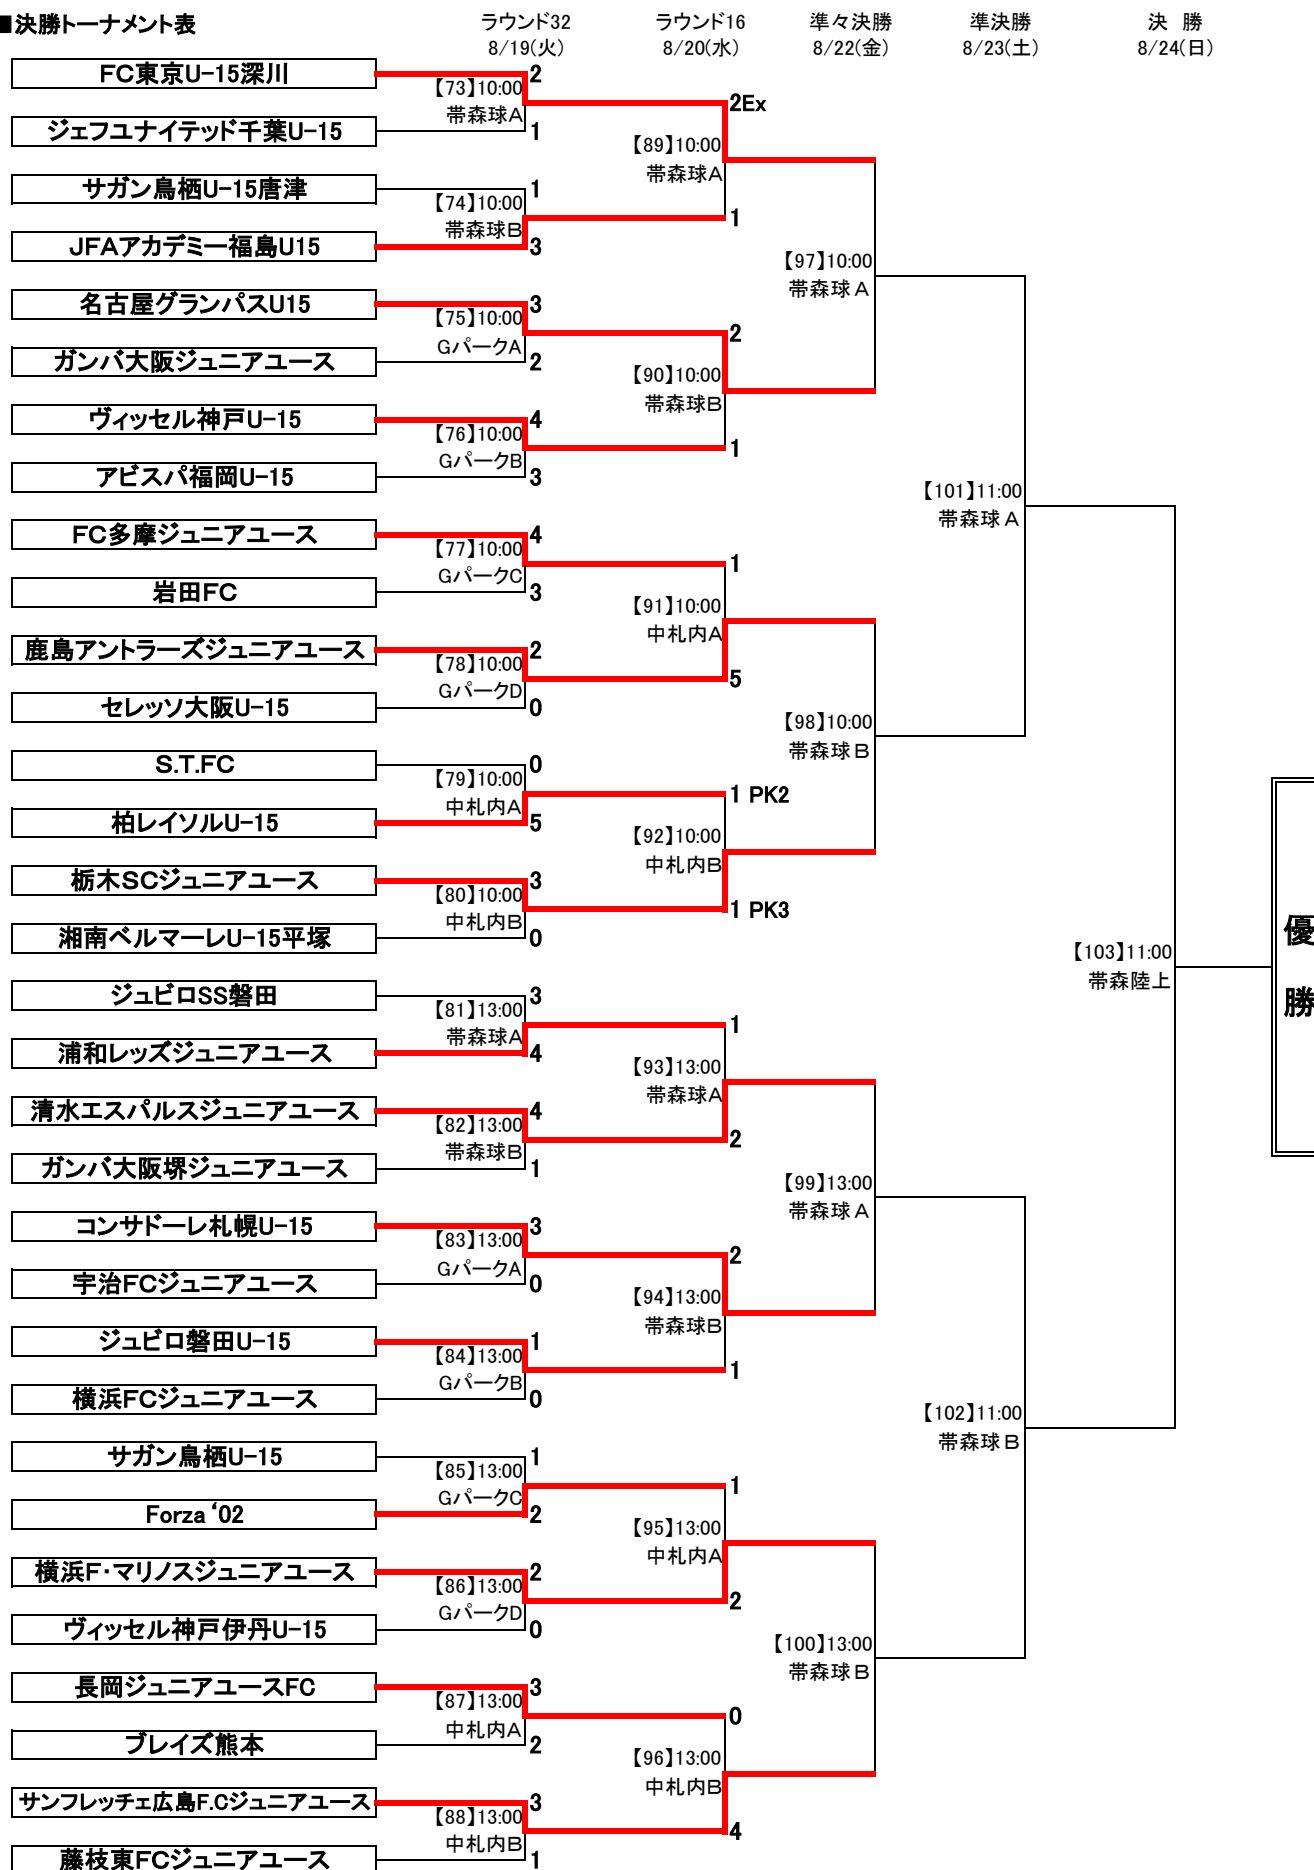 ■決勝トーナメント表
ラウンド32
ラウンド16
準々決勝
準決勝
決 勝
8/19(火)
8/20(水)
8/22(金)
8/23(土)
8/24(日)
FC東京U-15深川
2
【73】10:00
帯森球A
2Ex
ジェフユナイテッド千葉U-15
1
【89】10:00
帯森球A
サガン鳥栖U-15唐津
1
【74】10:00
帯森球B
1
JFAアカデミー福島U15
3
【97】10:00
帯森球A
名古屋グランパスU15
3
【75】10:00
GパークA
2
ガンバ大阪ジュニアユース
2
【90】10:00
帯森球B
ヴィッセル神戸U-15
4
【76】10:00
GパークB
1
アビスパ福岡U-15
3
【101】11:00
帯森球A
FC多摩ジュニアユース
4
【77】10:00
GパークC
1
岩田FC
3
【91】10:00
中札内A
鹿島アントラーズジュニアユース
2
【78】10:00
GパークD
5
セレッソ大阪U-15
0
【98】10:00
帯森球B
S.T.FC
0
【79】10:00
中札内A
1 PK2
柏レイソルU-15
5
【92】10:00
中札内B
栃木SCジュニアユース
3
【80】10:00
中札内B
1 PK3
湘南ベルマーレU-15平塚
0
【103】11:00
帯森陸上
優
勝
ジュビロSS磐田
3
【81】13:00
帯森球A
1
浦和レッズジュニアユース
4
【93】13:00
帯森球A
清水エスパルスジュニアユース
4
【82】13:00
帯森球B
2
ガンバ大阪堺ジュニアユース
1
【99】13:00
帯森球A
コンサドーレ札幌U-15
3
【83】13:00
GパークA
2
宇治FCジュニアユース
0
【94】13:00
帯森球B
ジュビロ磐田U-15
1
【84】13:00
GパークB
1
横浜FCジュニアユース
0
【102】11:00
帯森球B
サガン鳥栖U-15
1
【85】13:00
GパークC
1
Forza‘02
2
【95】13:00
中札内A
横浜F・マリノスジュニアユース
2
【86】13:00
GパークD
2
ヴィッセル神戸伊丹U-15
0
【100】13:00
帯森球B
長岡ジュニアユースFC
3
【87】13:00
中札内A
0
ブレイズ熊本
2
【96】13:00
中札内B
サンフレッチェ広島F.Cジュニアユース
3
【88】13:00
中札内B
4
藤枝東FCジュニアユース
1